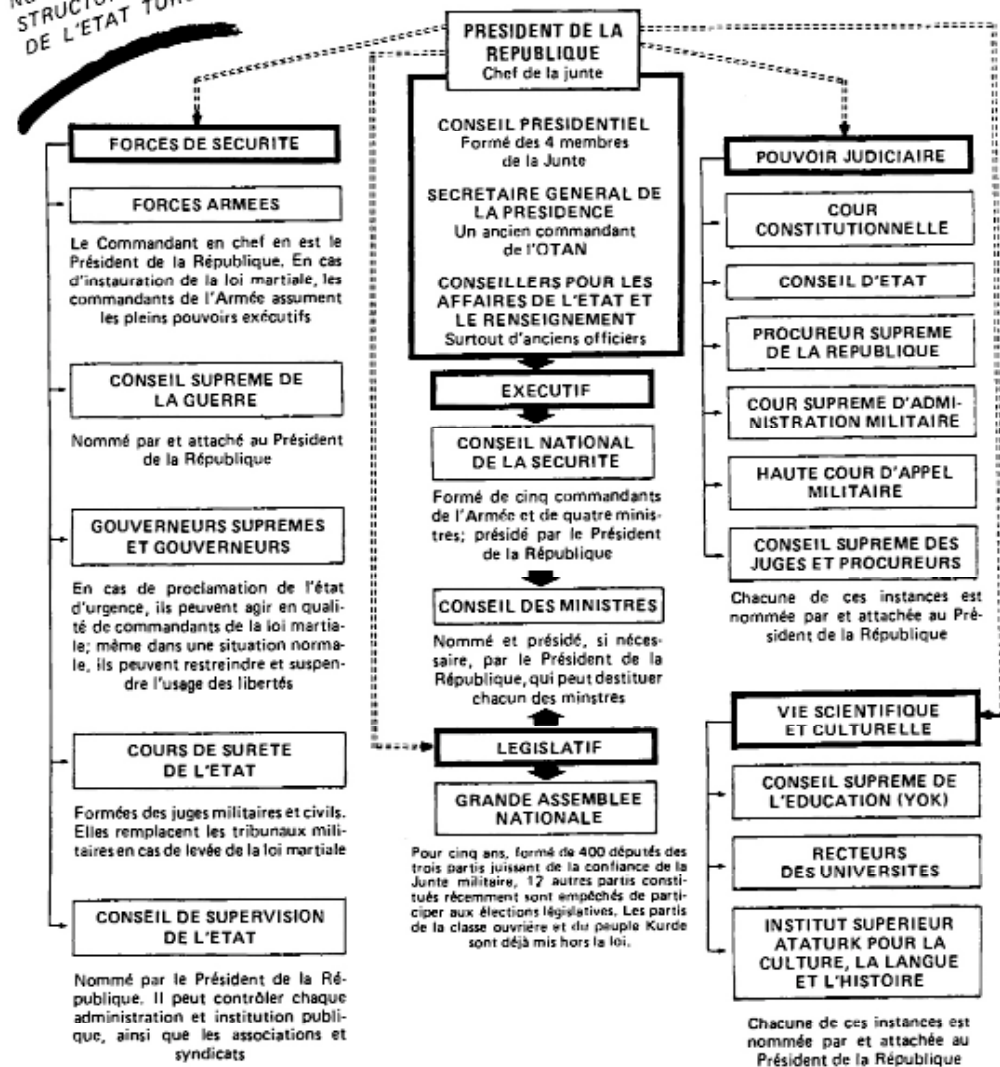 STRUCTU
DE L'ETAT
PRESIDENT DE LA
REPUBLIQUE
Chef de la junte
CONSEIL PRESIDENTIEL
Formé des 4 membres
de la Junte
SECRETAIRE GENERAL DE
LA PRESIDENCE
Un ancien commandant
de l'OTAN
CONSEILLERS POUR LES
AFFAIRES DE L'ETAT ET
LE RENSEIGNEMENT
Surtout d'anciens officiers
FORCES DE SECURITE
FORCES ARMEES
Le Commandant en chef en est le
Président de la République. En cas
d'instauration de la loi martiale, les
commandants de l'Armée assument
les pleins pouvoirs exécutifs
CONSEIL SUPREME DE
LA GUERRE
Nommé par et attaché au Président
de la République
GOUVERNEURS SUPREMES
ET GOUVERNEURS
En cas de proclamation de l'état
d'urgence, ils peuvent agir en quali-
té de commandants de la loi martia-
le; même dans une situation norma-
le, ils peuvent restreindre et suspen-
dre l'usage des libertés
COURS DE SURETE
DE L'ETAT
Formées des juges militaires et civils.
Elles remplacent les tribunaux mili-
taires en cas de levée de la loi martiale
CONSEIL DE SUPERVISION
DE L'ETAT
Nommé par le Président de la Ré-
publique. Il peut contrôler chaque
administration et institution publi-
que, ainsi que les associations et
syndicats
EXECUTIF
CONSEIL NATIONAL
DE LA SECURITE
Formé de cinq commandants
de l'Armée et de quatre minis-
tres; présidé par le Président
de la République
CONSEIL DES MINISTRES
Nommé et présidé, si néces-
saire, par le Président de la
République, qui peut destituer
chacun des minstres
LEGISLATIF
GRANDE ASSEMBLEE
NATIONALE
Pour cinq ans, formé de 400 députés des
trois partis juissant de la confiance de la
Junte militaire, 12 autres partis consti-
tués récemment sont empêchés de parti-
ciper aux élections législatives. Les partis
de la classe ouvrière et du peuple Kurde
sont déjà mis hors la loi.
POUVOIR JUDICIAIRE
COUR
CONSTITUTIONNELLE
CONSEIL D'ETAT
PROCUREUR SUPREME
DE LA REPUBLIQUE
COUR SUPREME D'ADMI-
NISTRATION MILITAIRE
HAUTE COUR D'APPEL
MILITAIRE
CONSEIL SUPREME DES
JUGES ET PROCUREURS
Chacune de ces instances est
nommée par et attachée au Pré-
sident de la République
VIE SCIENTIFIQUE
ET CULTURELLE
CONSEIL SUPREME DE
L'EDUCATION (YOK)
RECTEURS
DES UNIVERSITES
INSTITUT SUPERIEUR
ATATURK POUR LA
CULTURE, LA LANGUE
ET L'HISTOIRE
Chacune de ces instances est
nommée par et attachée au
Président de la République